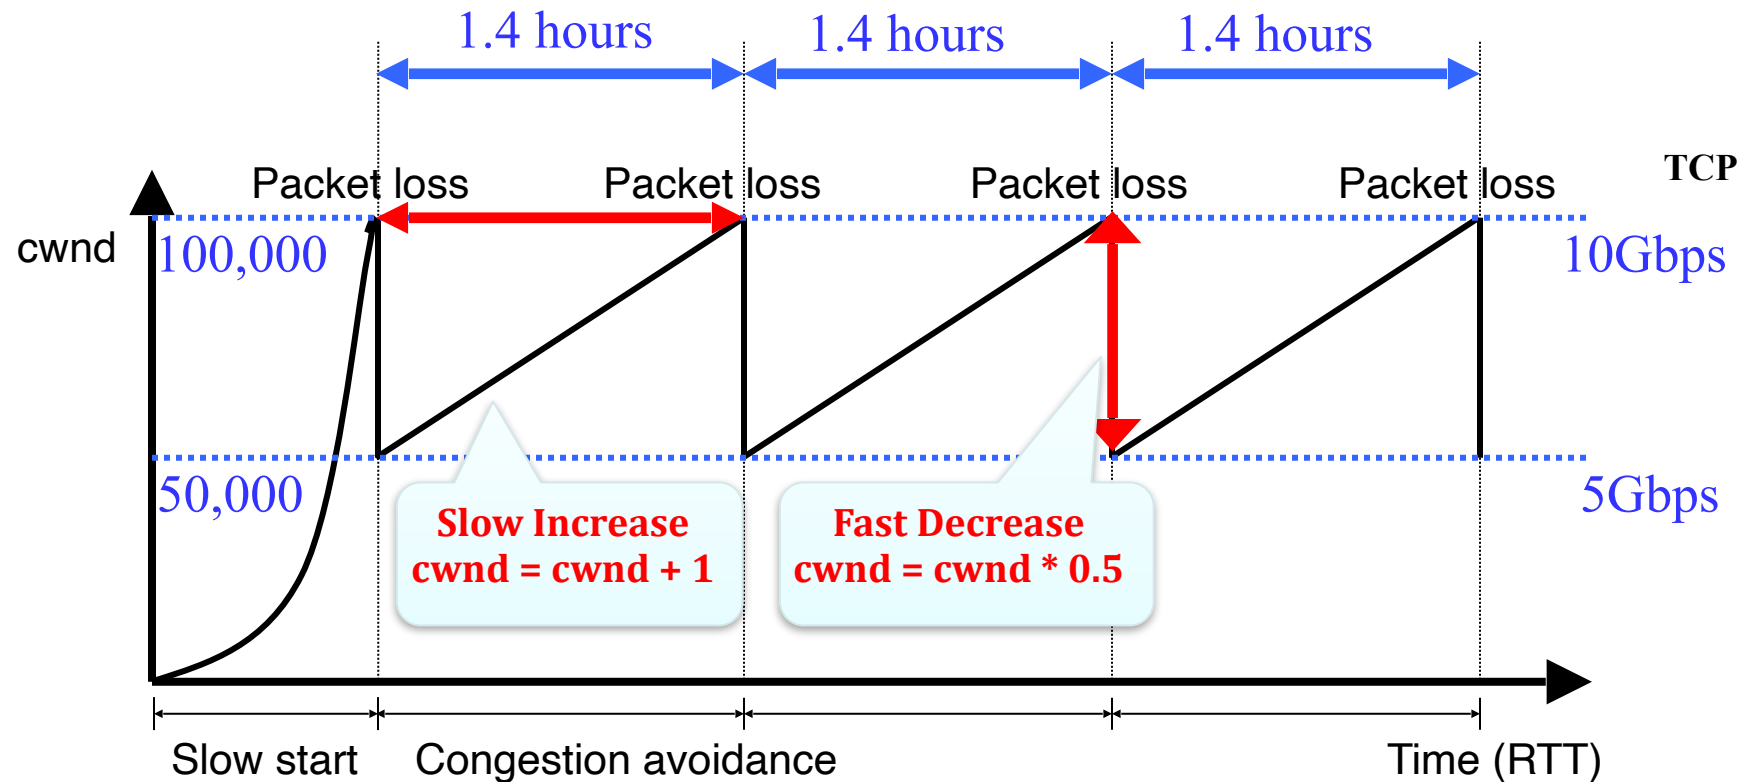 1.4 hours
1.4 hours
1.4 hours
TCP
Packet loss
Packet loss
Packet loss
Packet loss
cwnd
100,000
10Gbps
50,000
5Gbps
Slow Increase
cwnd = cwnd + 1
Fast Decrease
cwnd = cwnd * 0.5
Slow start
Congestion avoidance
Time (RTT)